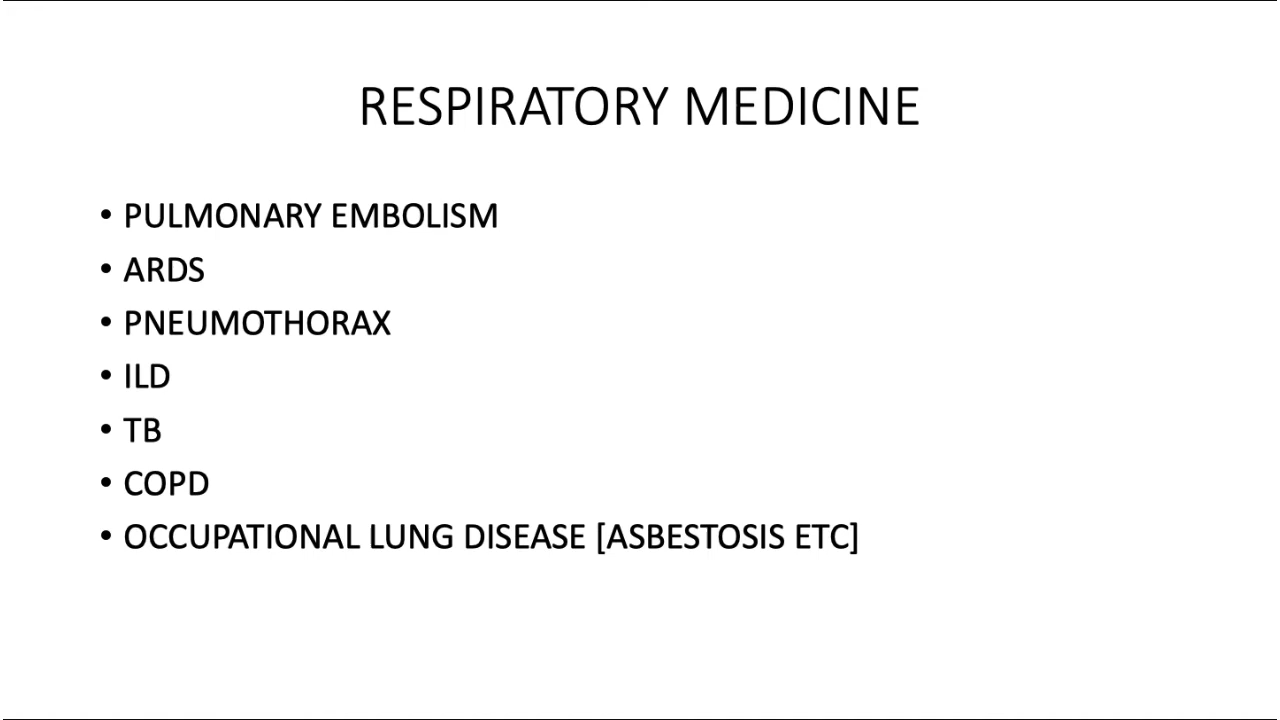 RESPIRATORY MEDICINE
• PULMONARY EMBOLISM
• ARDS
• PNEUMOTHORAX
• ILD
• TB
• COPD
• OCCUPATIONAL LUNG DISEASE [ASBESTOSIS ETC]